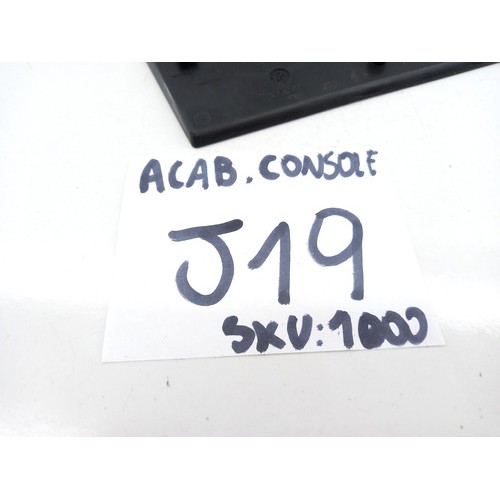 ACAB. CONSOLE
J19
SKU:1000